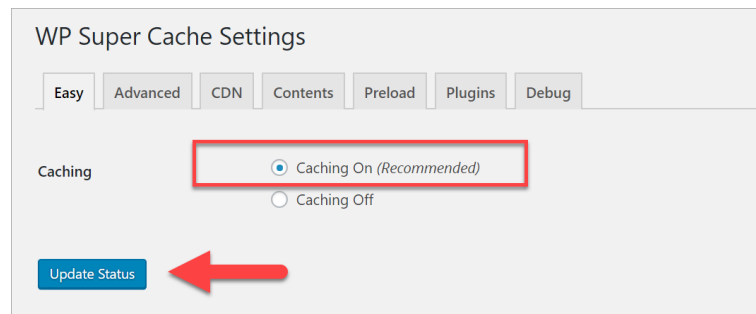 WP Super Cache Settings
Easy Advanced CDN Contents Preload Plugins Debug
Caching Caching On (Recommended)
Caching Off
Update Status